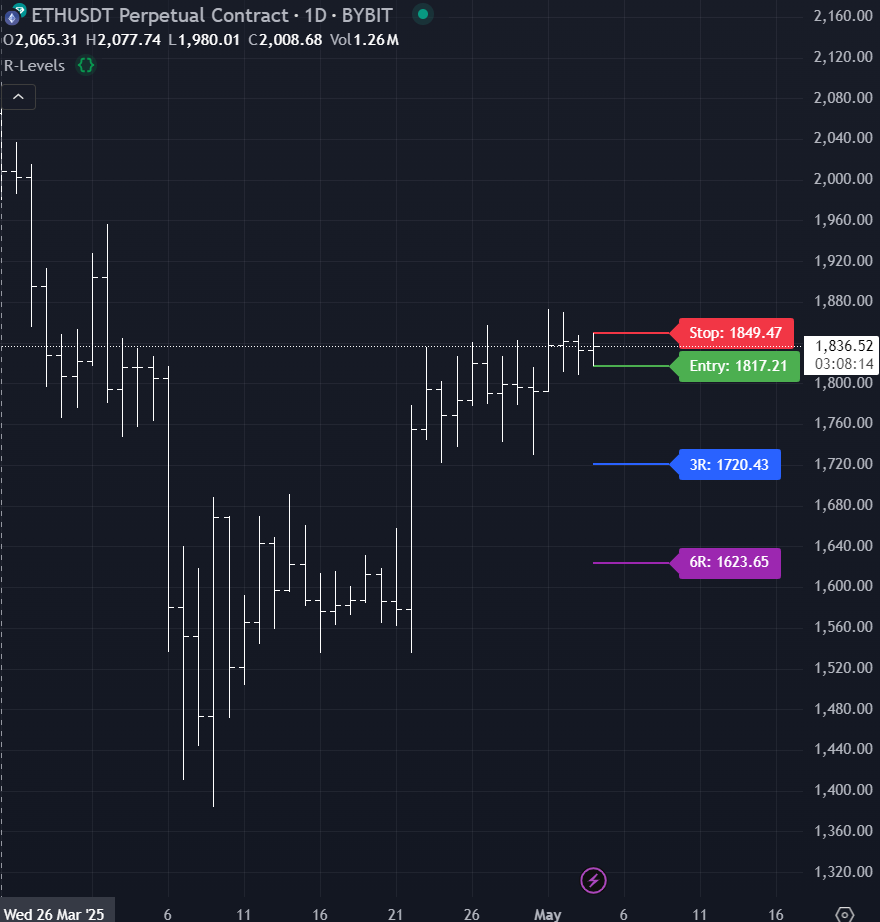 ETHUSDT Perpetual Contract · 1D · BYBIT
O2,065.31 H2,077.74 L1,980.01 C2,008.68 Vol1.26M
R-Levels {}
2,160.00
2,120.00
2,080.00
2,040.00
2,000.00
1,960.00
1,920.00
1,880.00
Stop: 1849.47
1,836.52
03:08:14
Entry: 1817.21
1,800.00
1,760.00
3R: 1720.43
1,720.00
1,680.00
1,640.00
6R: 1623.65
1,600.00
1,560.00
1,520.00
1,480.00
1,440.00
1,400.00
1,360.00
1,320.00
Wed 26 Mar '25 6 11 16 21 26 May 6 11 16